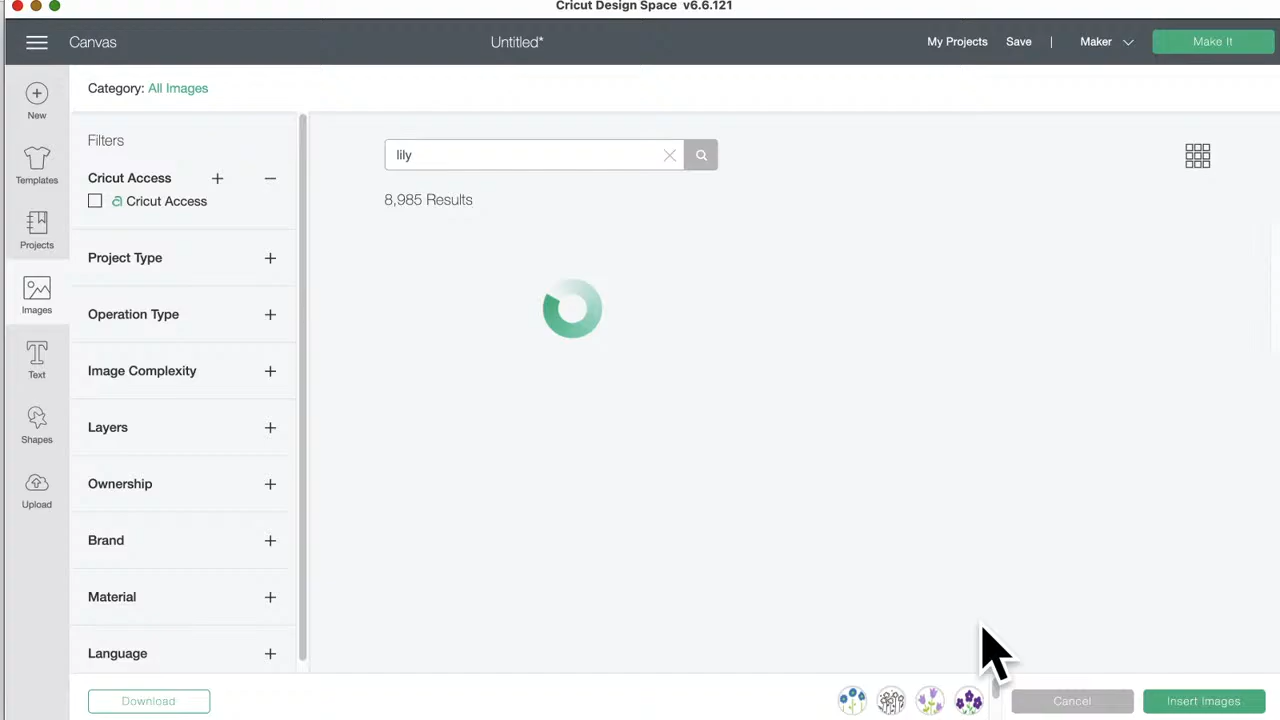 Cricut Design Space v6.6.121
Canvas
Untitled*
My Projects
Save
|
Maker
Make It
New
Templates
Projects
Images
Text
Shapes
Upload
Category: All Images
Filters
Cricut Access
Cricut Access
Project Type
Operation Type
Image Complexity
Layers
Ownership
Brand
Material
Language
Download
lily
8,985 Results
Cancel
Insert Images